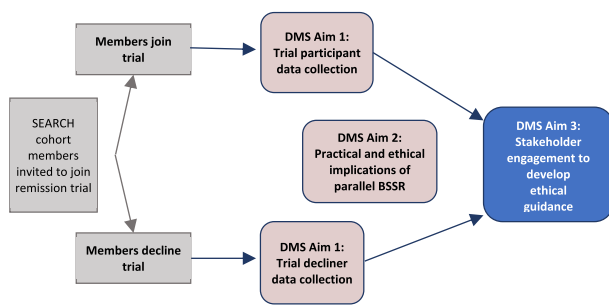 Members join
trial
DMS Aim 1:
Trial participant
data collection
SEARCH
cohort
members
invited to join
remission trial
DMS Aim 2:
Practical and ethical
implications of
parallel BSSR
DMS Aim 3:
Stakeholder
engagement to
develop
ethical
guidance
Members decline
trial
DMS Aim 1:
Trial decliner
data collection